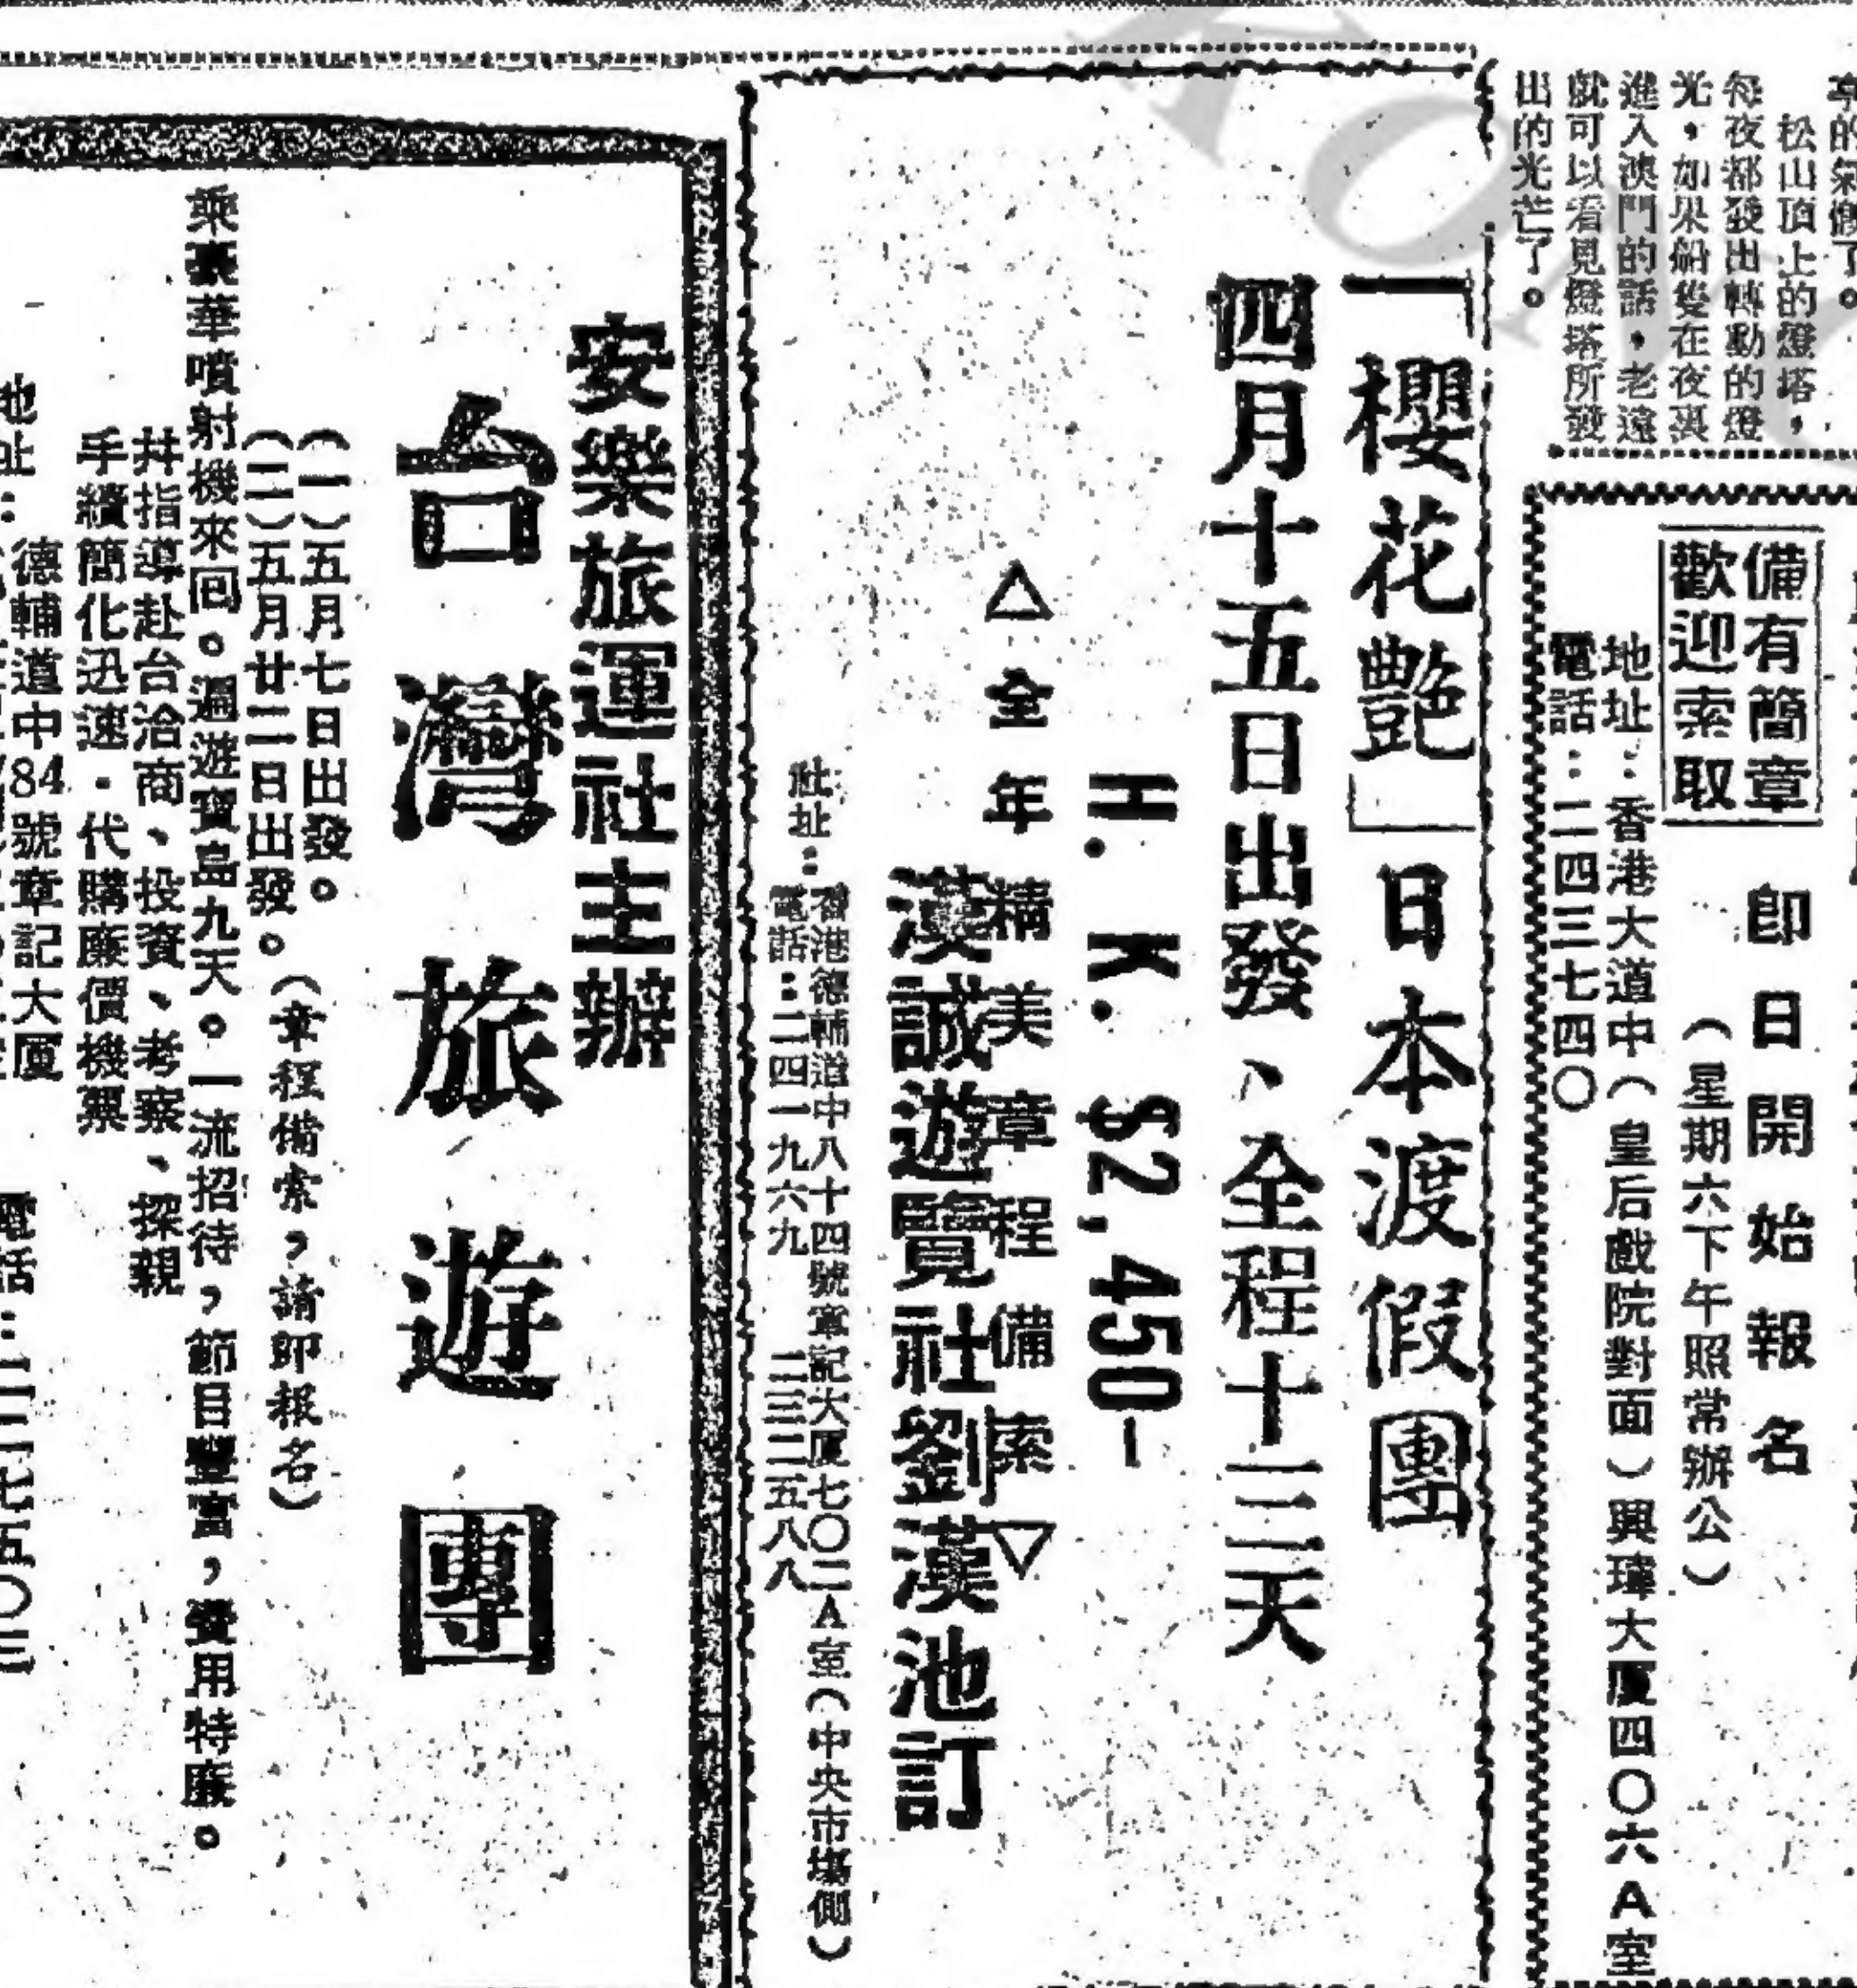 松山頂上的燈塔，
每夜都發出轉動的燈
光，如果船隻在夜裏
進入澳門的話，老遠
就可以看見燈塔所發
出的光芒了。
即日開始報名
備有簡章
歡迎索取
（星期六下午照常辦公）
地址：香港大道中（皇后戲院對面）興瑋大厦四〇六A室
電話：二四三七四〇
「櫻花艷」日本渡假團
四月十五日出發、全程十三天
H. K. $2,450-
△全年精美章程備索▽
漢誠遊覽社劉漢池訂
社址：
香港德輔道中八十四號章記大厦七〇二A室（中央市塲側）
電話：二四一九六九 二三二五八八
安樂旅運社主辦
台灣旅遊團
（一）五月七日出發。
（二）五月廿二日出發。
（章程備索，請即報名）
乘豪華噴射機來回。遍遊寶島九天。一流招待，節目豐富，費用特廉。
幷指導赴台洽商、投資、考察、探親
手續簡化迅速．代購廉價機票
地址：德輔道中84號章記大厦